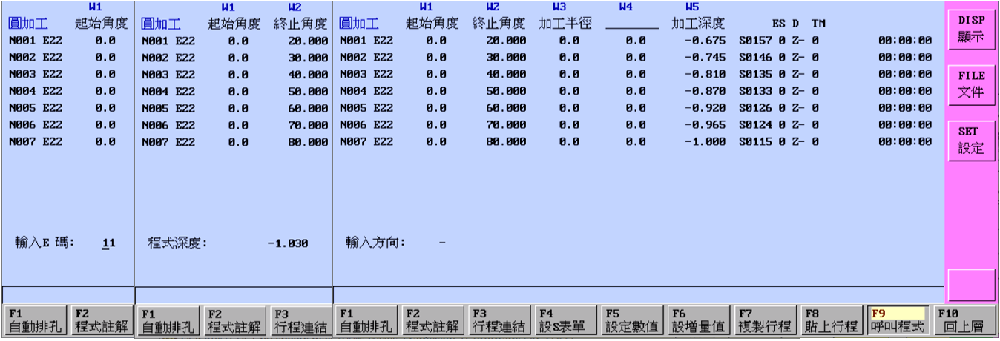 W1 W1 W2 W1 W2 W3 W4 W5
圓加工 起始角度 圓加工 起始角度 終止角度 圓加工 起始角度 終止角度 加工半徑 ________ 加工深度 ES D TM
N001 E22 0.0 N001 E22 0.0 20.000 N001 E22 0.0 20.000 0.0 0.0 -0.675 S0157 0 Z- 0 00:00:00
N002 E22 0.0 N002 E22 0.0 30.000 N002 E22 0.0 30.000 0.0 0.0 -0.745 S0146 0 Z- 0 00:00:00
N003 E22 0.0 N003 E22 0.0 40.000 N003 E22 0.0 40.000 0.0 0.0 -0.810 S0135 0 Z- 0 00:00:00
N004 E22 0.0 N004 E22 0.0 50.000 N004 E22 0.0 50.000 0.0 0.0 -0.870 S0133 0 Z- 0 00:00:00
N005 E22 0.0 N005 E22 0.0 60.000 N005 E22 0.0 60.000 0.0 0.0 -0.920 S0126 0 Z- 0 00:00:00
N006 E22 0.0 N006 E22 0.0 70.000 N006 E22 0.0 70.000 0.0 0.0 -0.965 S0124 0 Z- 0 00:00:00
N007 E22 0.0 N007 E22 0.0 80.000 N007 E22 0.0 80.000 0.0 0.0 -1.000 S0115 0 Z- 0 00:00:00
輸入E 碼: 11 程式深度: -1.030 輸入方向: -
DISP
顯示
FILE
文件
SET
設定
F1 F2 F1 F2 F3 F1 F2 F3 F4 F5 F6 F7 F8 F9 F10
自動排孔 程式註解 自動排孔 程式註解 行程連結 自動排孔 程式註解 行程連結 設S表單 設定數值 設增量值 複製行程 貼上行程 呼叫程式 回上層